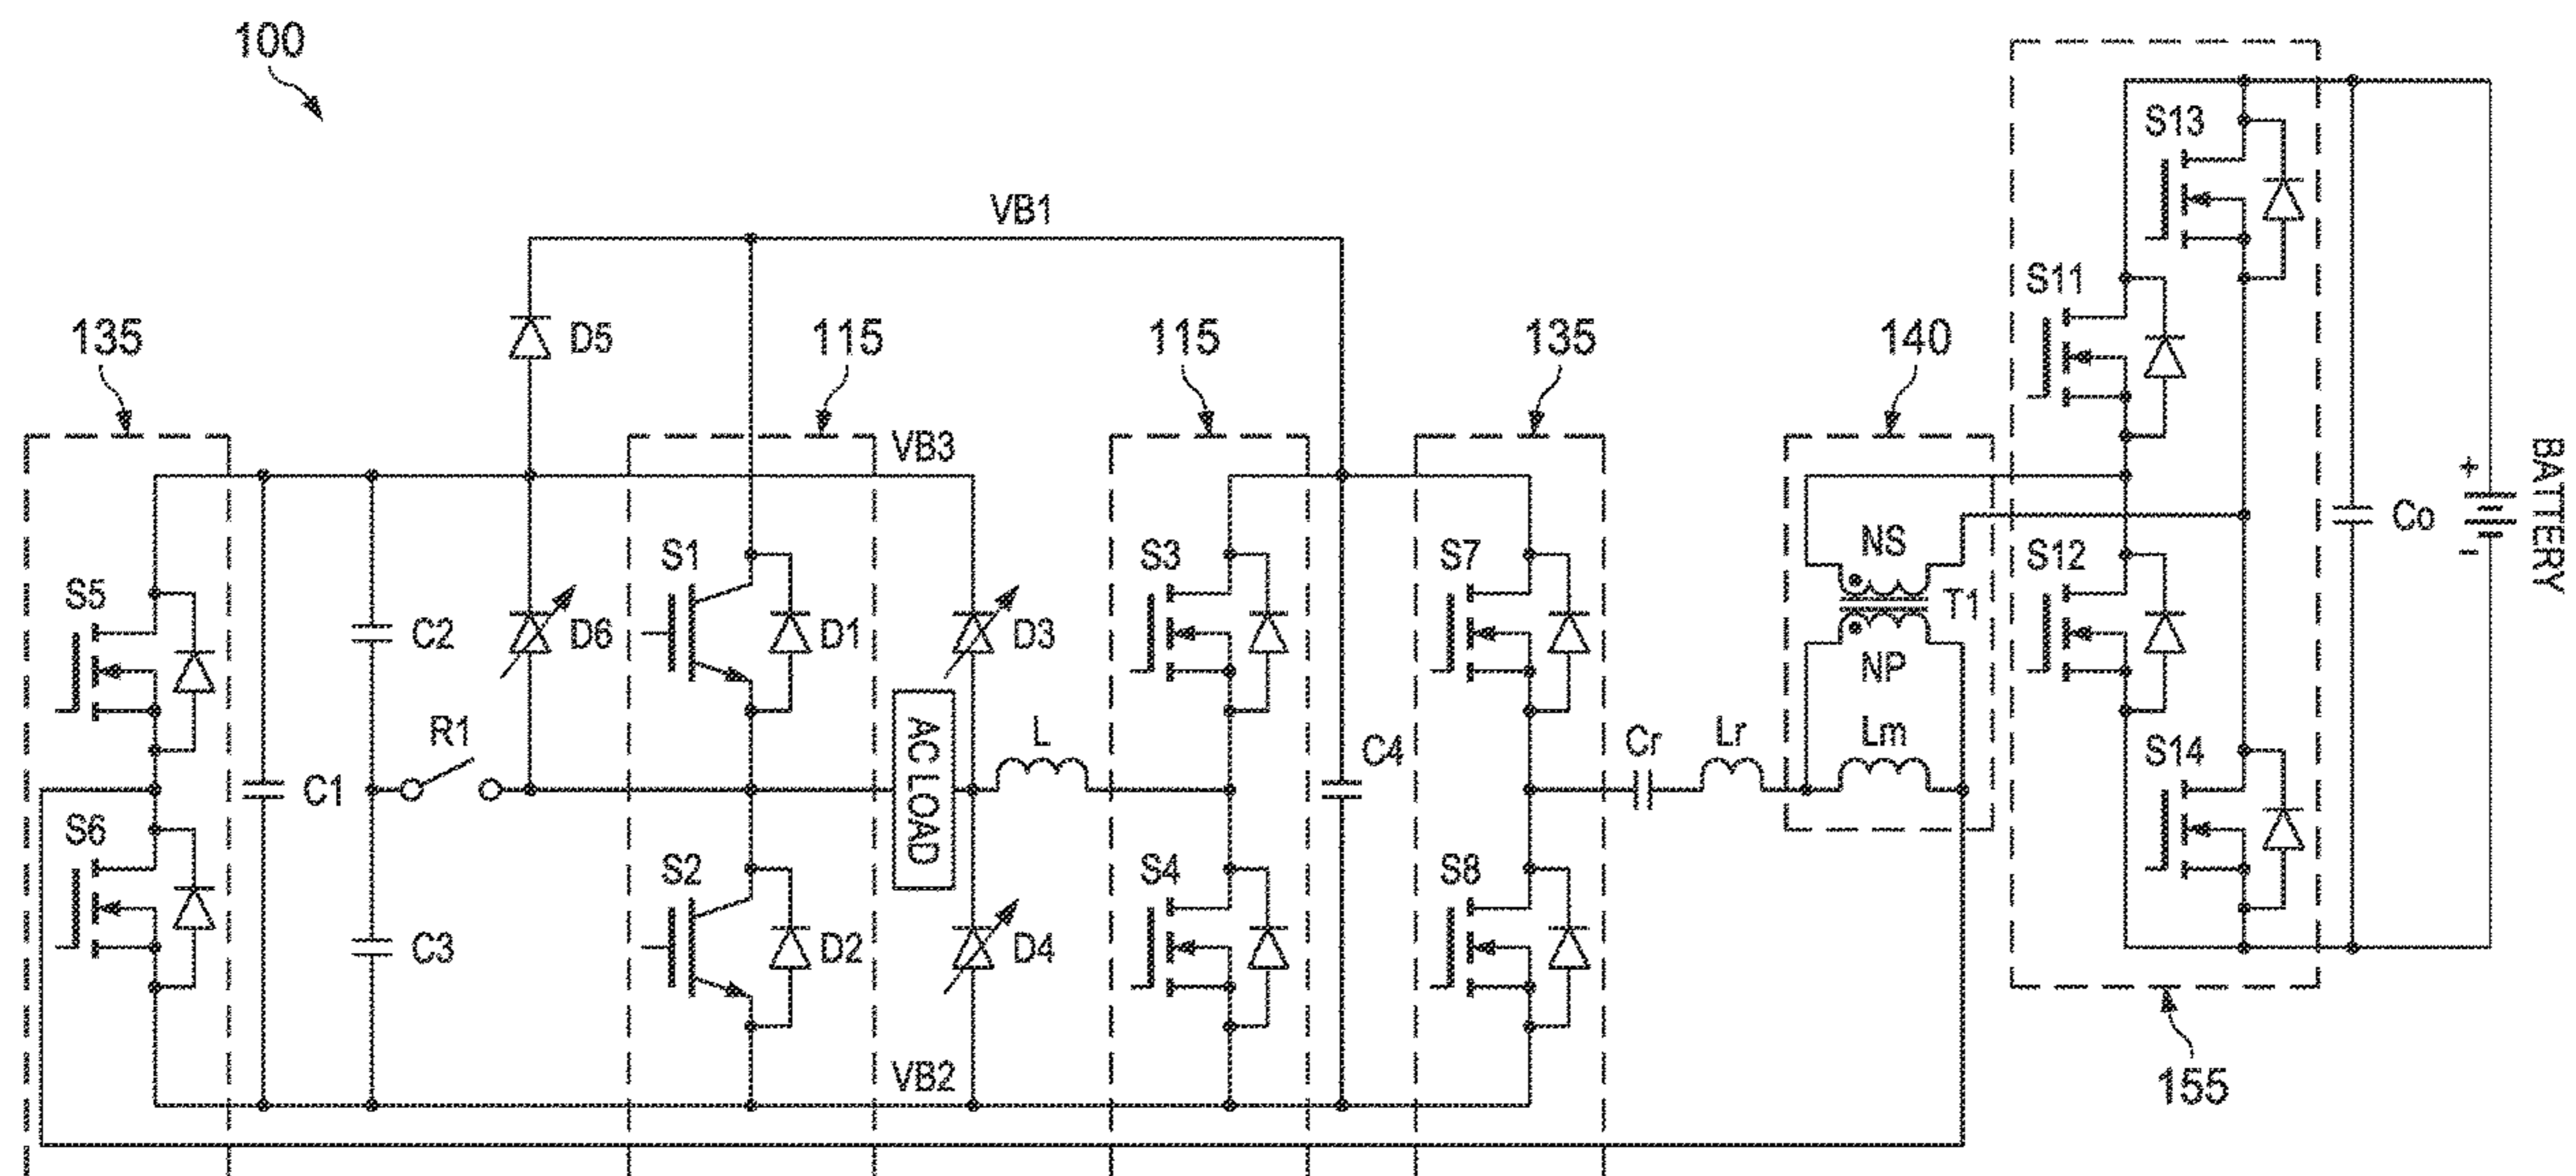 100
VB1
S13
S11
135
D5
115
115
135
140
VB3
BATTERY
+
-
S5
C2
D6
S1
D1
D3
S3
S7
NS
T1
NP
S12
Co
R1
AC LOAD
L
C4
Cr
Lr
Lm
S14
C1
S6
C3
S2
D2
D4
S4
S8
VB2
155